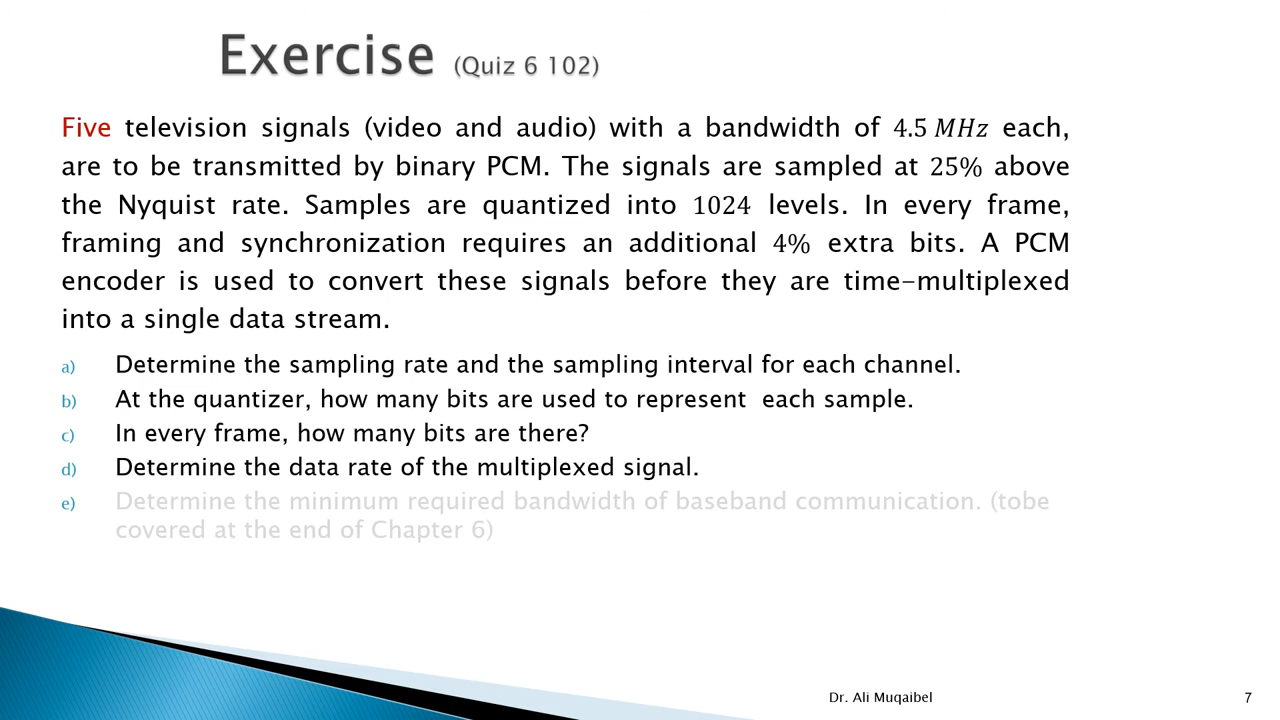 Exercise (Quiz 6 102)
Five television signals (video and audio) with a bandwidth of 4.5 MHz each,
are to be transmitted by binary PCM. The signals are sampled at 25% above
the Nyquist rate. Samples are quantized into 1024 levels. In every frame,
framing and synchronization requires an additional 4% extra bits. A PCM
encoder is used to convert these signals before they are time-multiplexed
into a single data stream.
a) Determine the sampling rate and the sampling interval for each channel.
b) At the quantizer, how many bits are used to represent each sample.
c) In every frame, how many bits are there?
d) Determine the data rate of the multiplexed signal.
e) Determine the minimum required bandwidth of baseband communication. (tobe
covered at the end of Chapter 6)
Dr. Ali Muqaibel
7